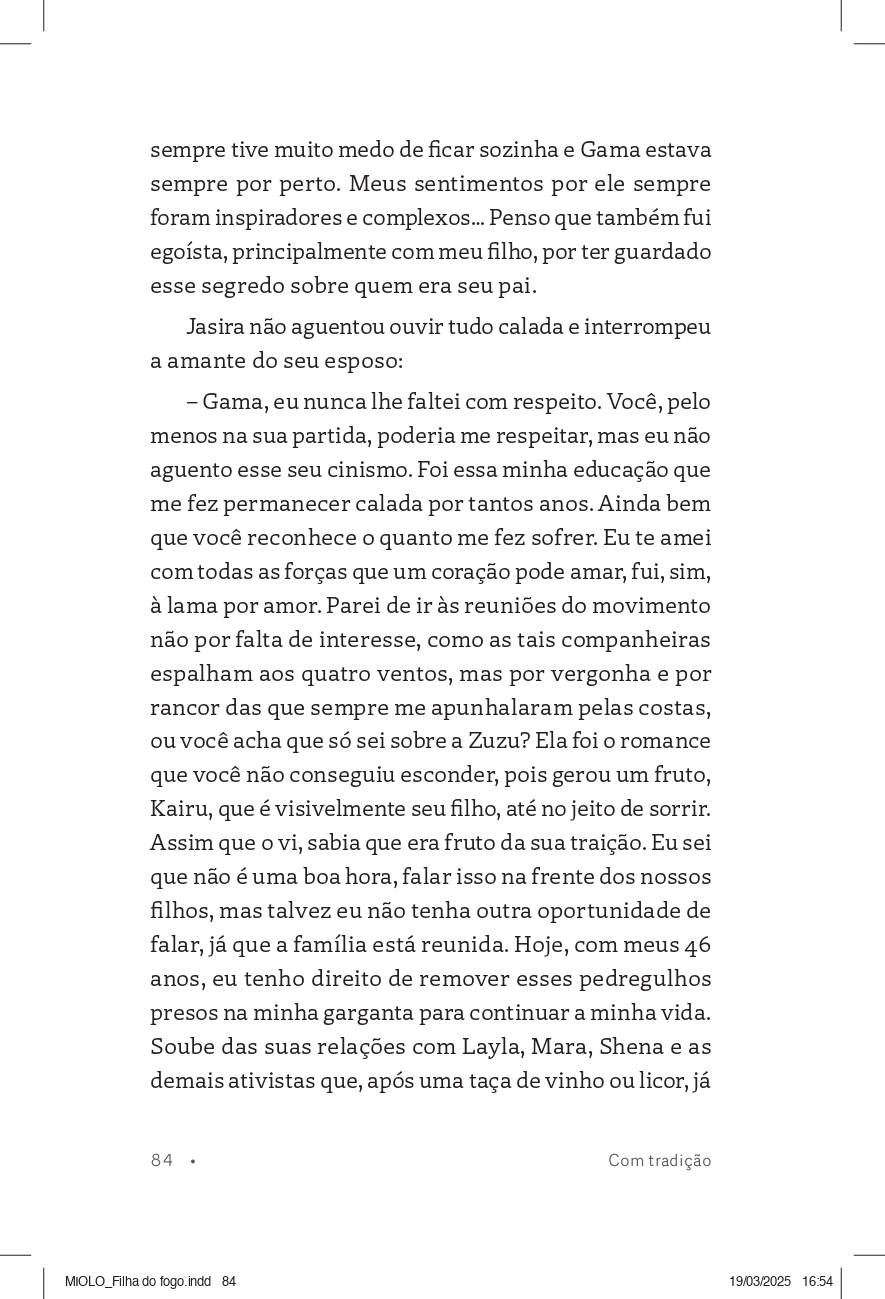 sempre tive muito medo de ficar sozinha e Gama estava
sempre por perto. Meus sentimentos por ele sempre
foram inspiradores e complexos... Penso que também fui
egoísta, principalmente com meu filho, por ter guardado
esse segredo sobre quem era seu pai.
Jasira não aguentou ouvir tudo calada e interrompeu
a amante do seu esposo:
– Gama, eu nunca lhe faltei com respeito. Você, pelo
menos na sua partida, poderia me respeitar, mas eu não
aguento esse seu cinismo. Foi essa minha educação que
me fez permanecer calada por tantos anos. Ainda bem
que você reconhece o quanto me fez sofrer. Eu te amei
com todas as forças que um coração pode amar, fui, sim,
à lama por amor. Parei de ir às reuniões do movimento
não por falta de interesse, como as tais companheiras
espalham aos quatro ventos, mas por vergonha e por
rancor das que sempre me apunhalaram pelas costas,
ou você acha que só sei sobre a Zuzu? Ela foi o romance
que você não conseguiu esconder, pois gerou um fruto,
Kairu, que é visivelmente seu filho, até no jeito de sorrir.
Assim que o vi, sabia que era fruto da sua traição. Eu sei
que não é uma boa hora, falar isso na frente dos nossos
filhos, mas talvez eu não tenha outra oportunidade de
falar, já que a família está reunida. Hoje, com meus 46
anos, eu tenho direito de remover esses pedregulhos
presos na minha garganta para continuar a minha vida.
Soube das suas relações com Layla, Mara, Shena e as
demais ativistas que, após uma taça de vinho ou licor, já
84 • Com tradição
MIOLO_Filha do fogo.indd 84 19/03/2025 16:54